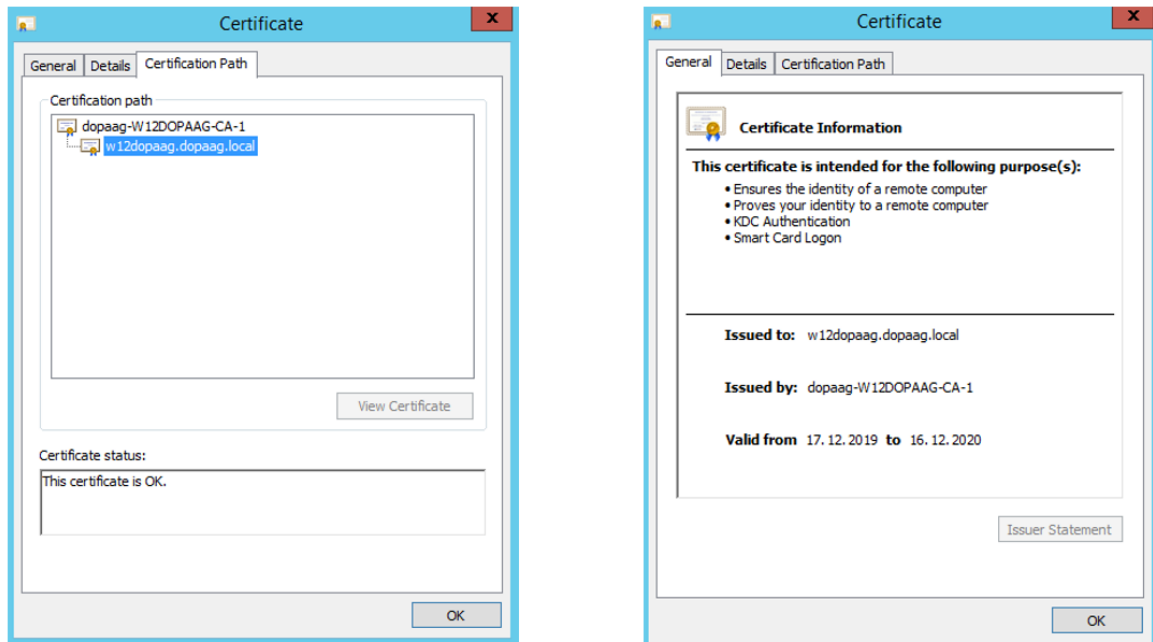 Certificate
x
General Details Certification Path
Certification path
dopaag-W12DOPAAG-CA-1
w12dopaag.dopaag.local
View Certificate
Certificate status:
This certificate is OK.
OK
Certificate
x
General Details Certification Path
Certificate Information
This certificate is intended for the following purpose(s):
• Ensures the identity of a remote computer
• Proves your identity to a remote computer
• KDC Authentication
• Smart Card Logon
Issued to: w12dopaag.dopaag.local
Issued by: dopaag-W12DOPAAG-CA-1
Valid from 17. 12. 2019 to 16. 12. 2020
Issuer Statement
OK